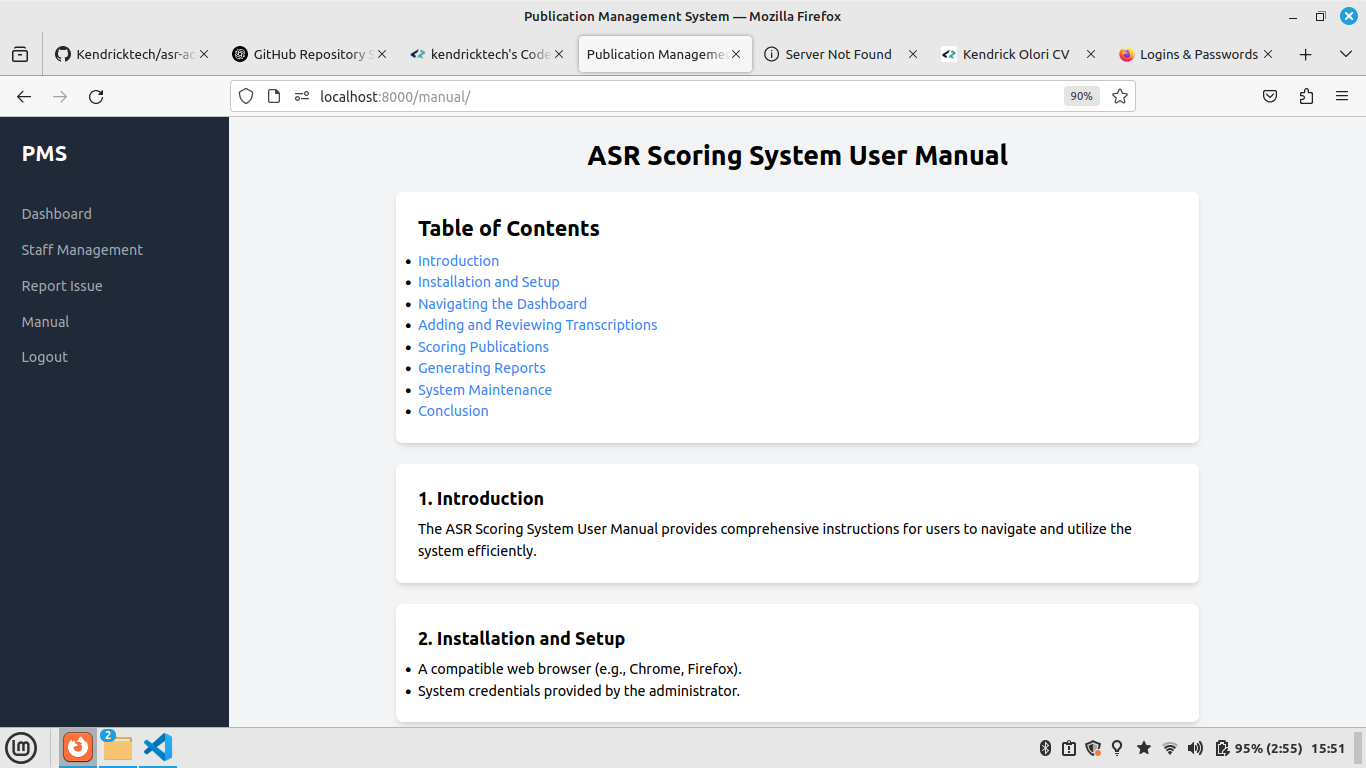 Publication Management System — Mozilla Firefox
Kendricktech/asr-ac
GitHub Repository S
kendricktech's Code
Publication Manageme
Server Not Found
Kendrick Olori CV
Logins & Passwords
localhost:8000/manual/
90%
PMS
Dashboard
Staff Management
Report Issue
Manual
Logout
ASR Scoring System User Manual
Table of Contents
• Introduction
• Installation and Setup
• Navigating the Dashboard
• Adding and Reviewing Transcriptions
• Scoring Publications
• Generating Reports
• System Maintenance
• Conclusion
1. Introduction
The ASR Scoring System User Manual provides comprehensive instructions for users to navigate and utilize the
system efficiently.
2. Installation and Setup
• A compatible web browser (e.g., Chrome, Firefox).
• System credentials provided by the administrator.
lm
2
95% (2:55)
15:51